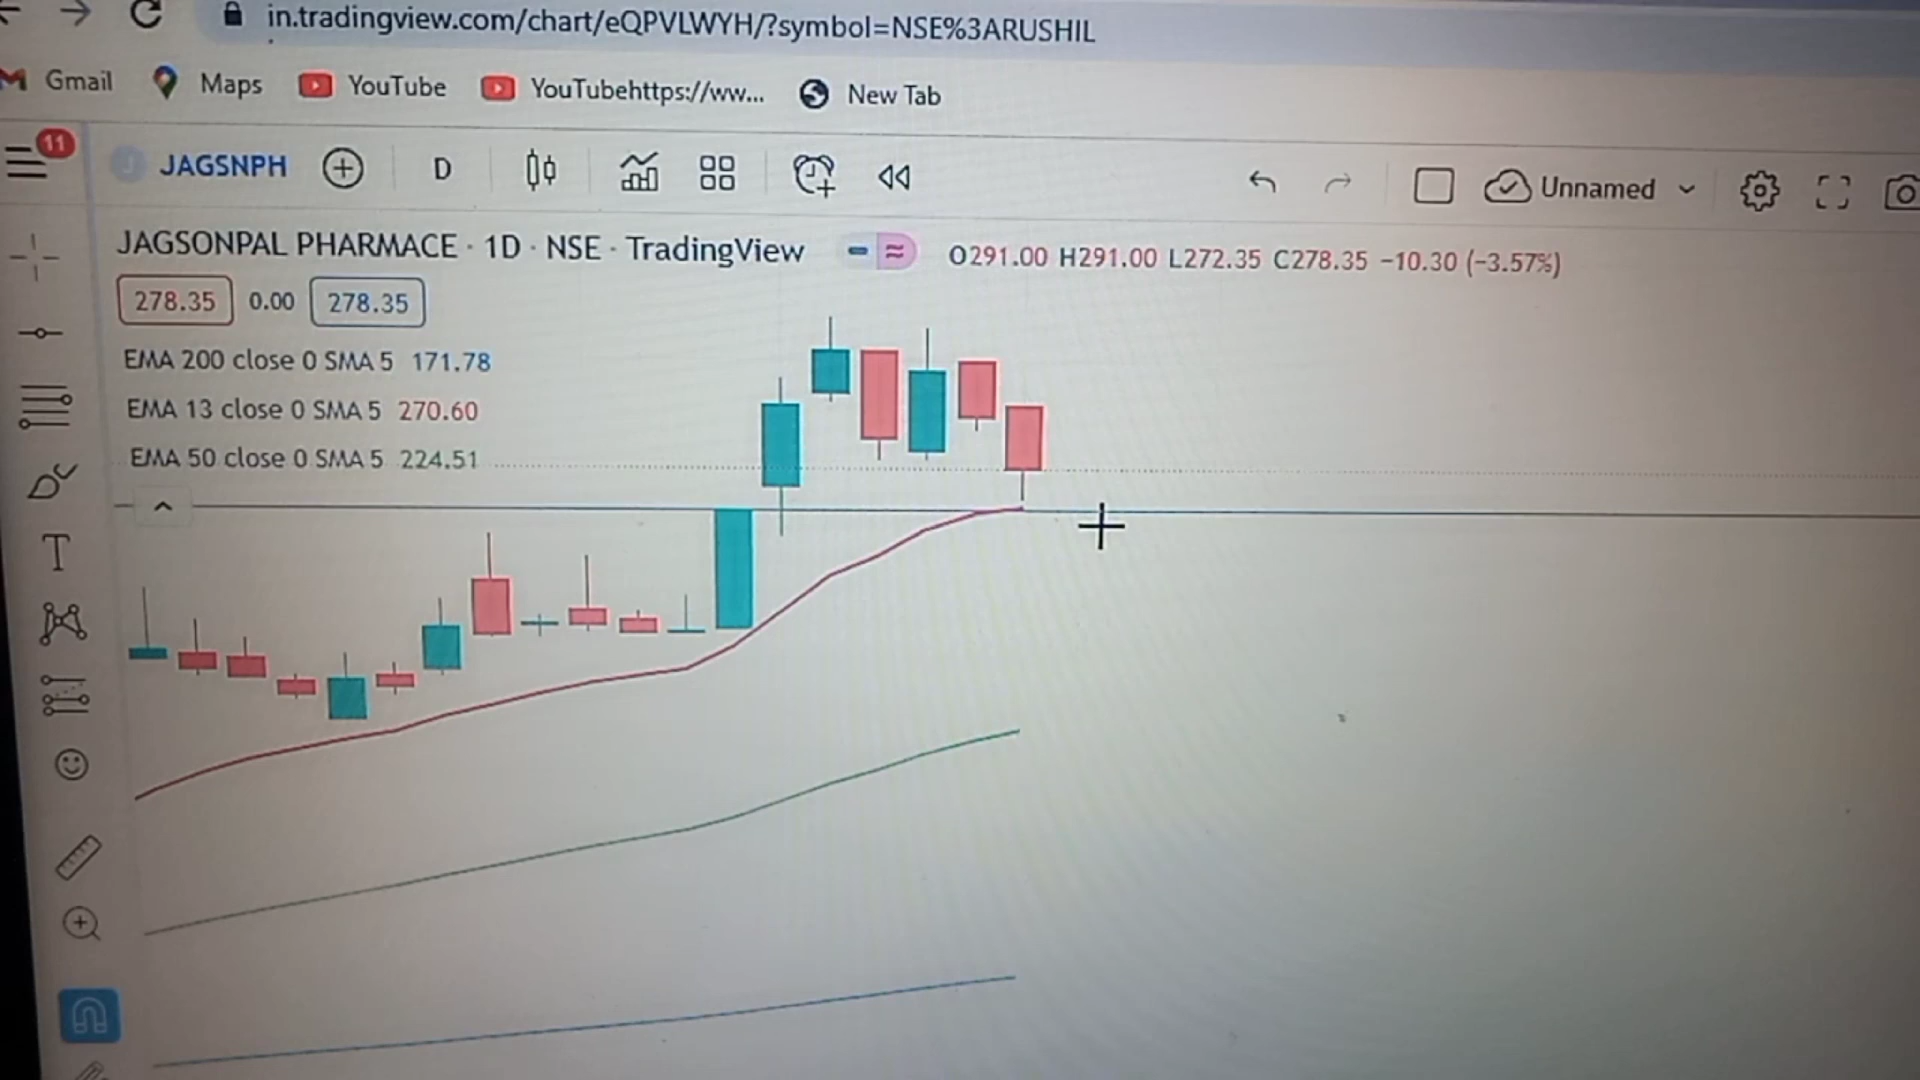 in.tradingview.com/chart/eQPVLWYH/?symbol=NSE%3ARUSHIL
Gmail Maps YouTube YouTubehttps://ww... New Tab
11
J JAGSNPH D Unnamed
JAGSONPAL PHARMACE · 1D · NSE · TradingView O291.00 H291.00 L272.35 C278.35 −10.30 (−3.57%)
278.35 0.00 278.35
EMA 200 close 0 SMA 5 171.78
EMA 13 close 0 SMA 5 270.60
EMA 50 close 0 SMA 5 224.51